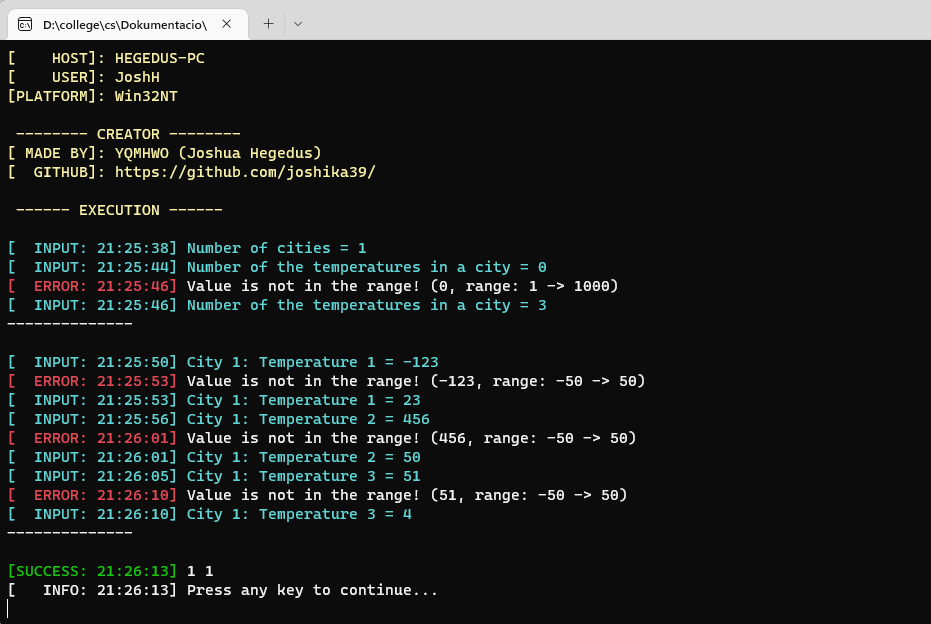 D:\college\cs\Dokumentacio\
[    HOST]: HEGEDUS-PC
[    USER]: JoshH
[PLATFORM]: Win32NT
-------- CREATOR --------
[ MADE BY]: YQMHWO (Joshua Hegedus)
[  GITHUB]: https://github.com/joshika39/
------ EXECUTION ------
[  INPUT: 21:25:38] Number of cities = 1
[  INPUT: 21:25:44] Number of the temperatures in a city = 0
[  ERROR: 21:25:46] Value is not in the range! (0, range: 1 -> 1000)
[  INPUT: 21:25:46] Number of the temperatures in a city = 3
--------------
[  INPUT: 21:25:50] City 1: Temperature 1 = -123
[  ERROR: 21:25:53] Value is not in the range! (-123, range: -50 -> 50)
[  INPUT: 21:25:53] City 1: Temperature 1 = 23
[  INPUT: 21:25:56] City 1: Temperature 2 = 456
[  ERROR: 21:26:01] Value is not in the range! (456, range: -50 -> 50)
[  INPUT: 21:26:01] City 1: Temperature 2 = 50
[  INPUT: 21:26:05] City 1: Temperature 3 = 51
[  ERROR: 21:26:10] Value is not in the range! (51, range: -50 -> 50)
[  INPUT: 21:26:10] City 1: Temperature 3 = 4
--------------
[SUCCESS: 21:26:13] 1 1
[   INFO: 21:26:13] Press any key to continue...